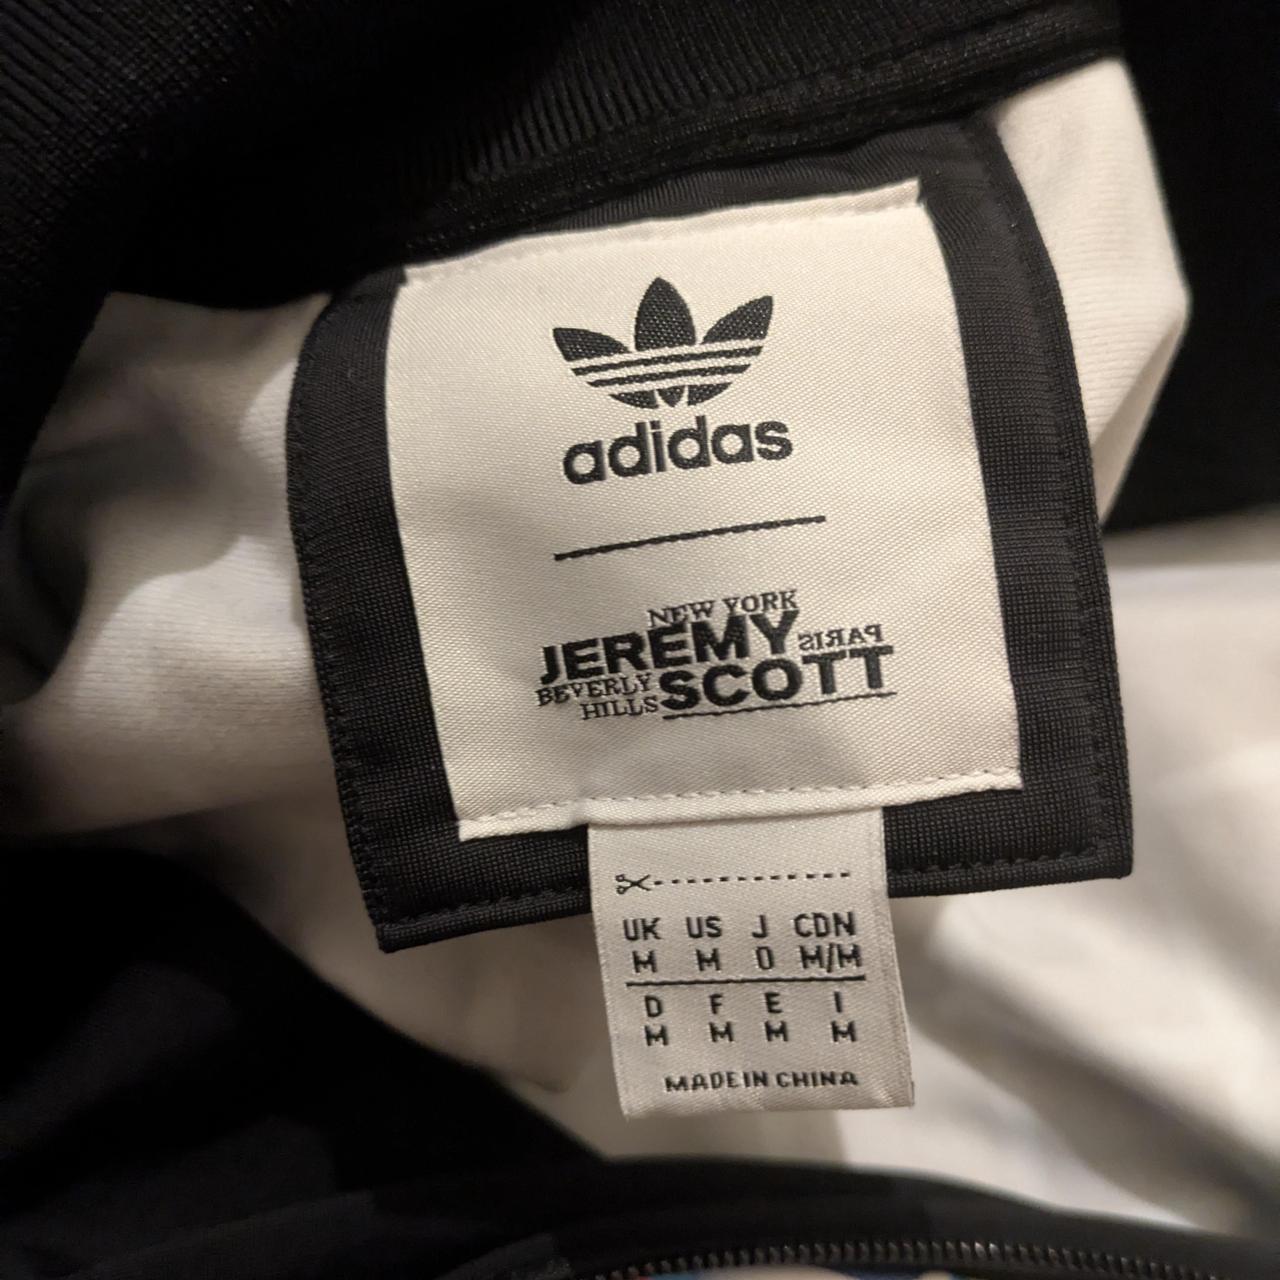 adidas
NEW YORK
JEREMY PARIS
BEVERLY SCOTT
HILLS
UK US J CDN
M M O M/M
D F E I
M M M M
MADE IN CHINA